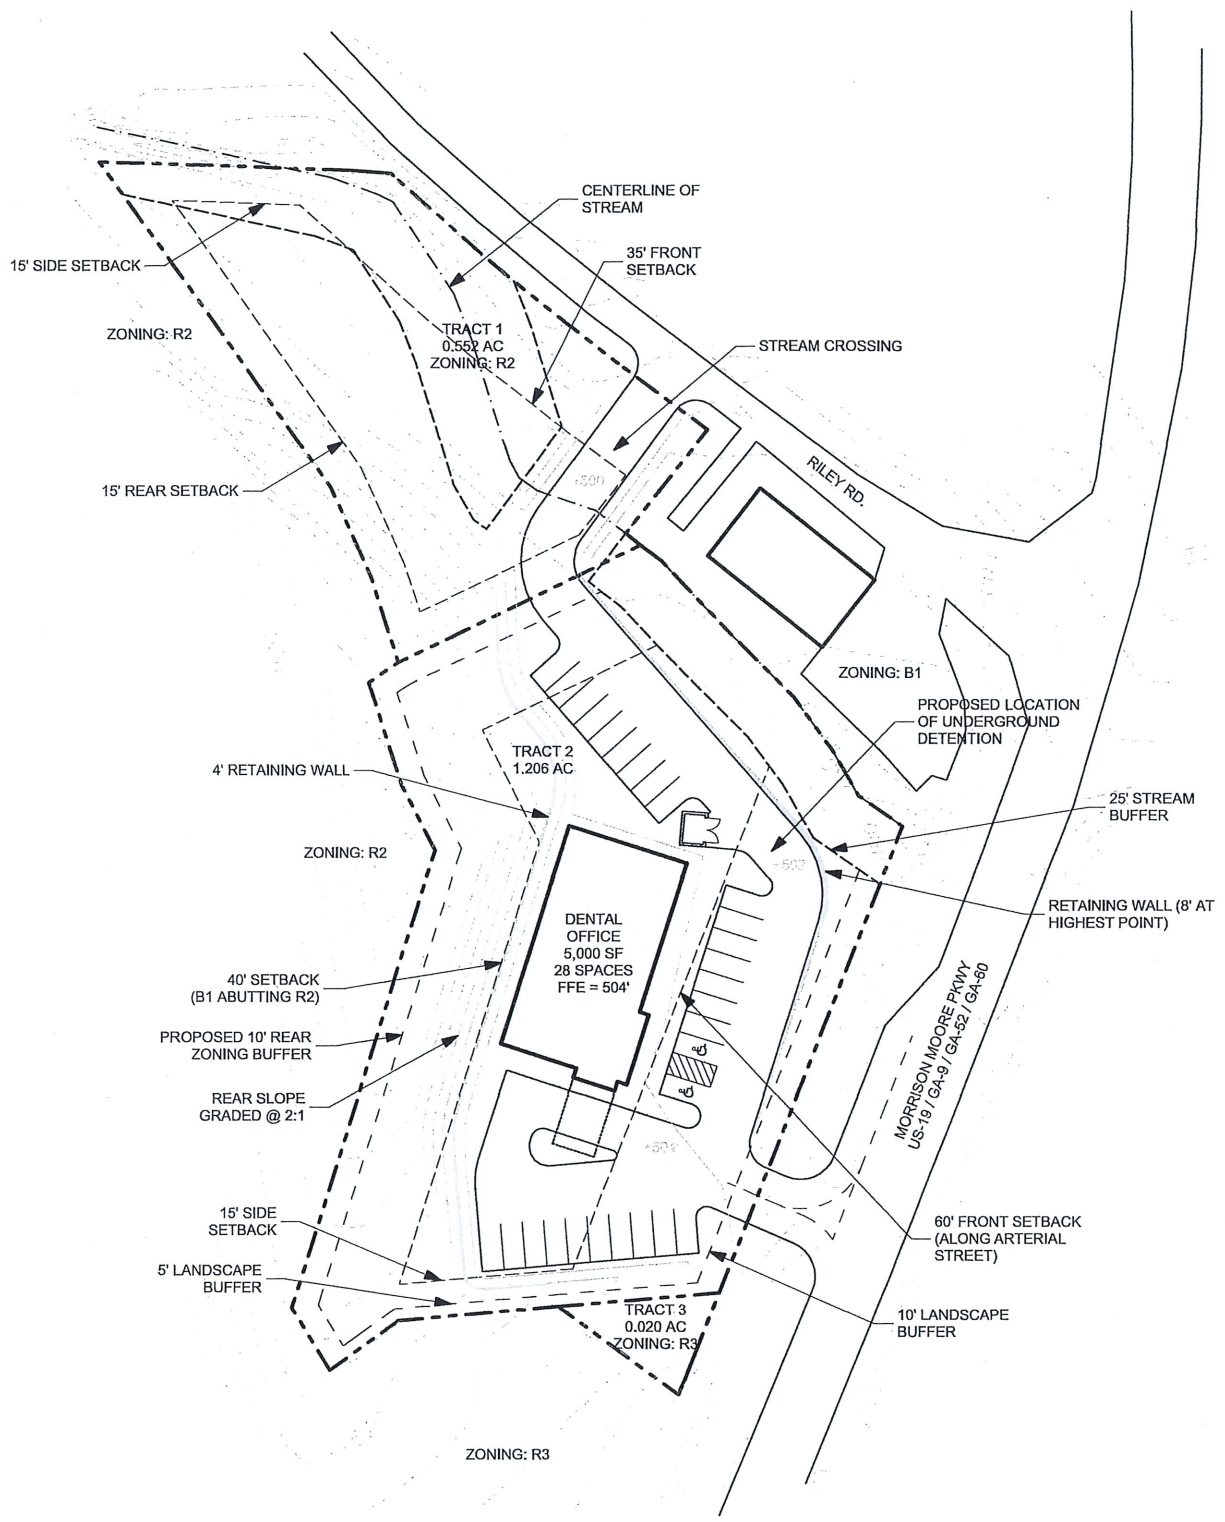 CENTERLINE OF
STREAM
35' FRONT
SETBACK
15' SIDE SETBACK
ZONING: R2
TRACT 1
0.552 AC
ZONING: R2
STREAM CROSSING
15' REAR SETBACK
RILEY RD.
+500
ZONING: B1
PROPOSED LOCATION
OF UNDERGROUND
DETENTION
TRACT 2
1.206 AC
4' RETAINING WALL
25' STREAM
BUFFER
ZONING: R2
+502
RETAINING WALL (8' AT
HIGHEST POINT)
DENTAL
OFFICE
5,000 SF
28 SPACES
FFE = 504'
40' SETBACK
(B1 ABUTTING R2)
PROPOSED 10' REAR
ZONING BUFFER
MORRISON MOORE PKWY
US-19 / GA-9 / GA-52 / GA-60
REAR SLOPE
GRADED @ 2:1
+504
15' SIDE
SETBACK
60' FRONT SETBACK
(ALONG ARTERIAL
STREET)
5' LANDSCAPE
BUFFER
TRACT 3
0.020 AC
ZONING: R3
10' LANDSCAPE
BUFFER
ZONING: R3